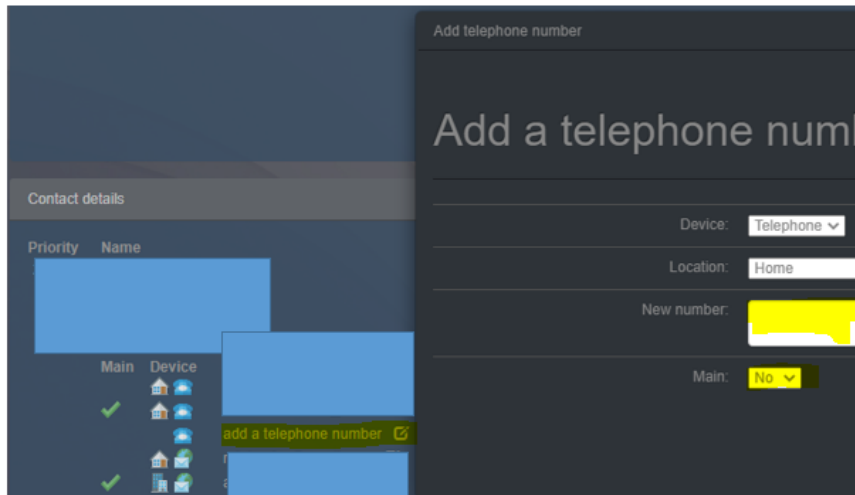 Add telephone number
Add a telephone num
Contact details
Device: Telephone
Priority Name
Location: Home
New number:
Main Device
Main: No
add a telephone number